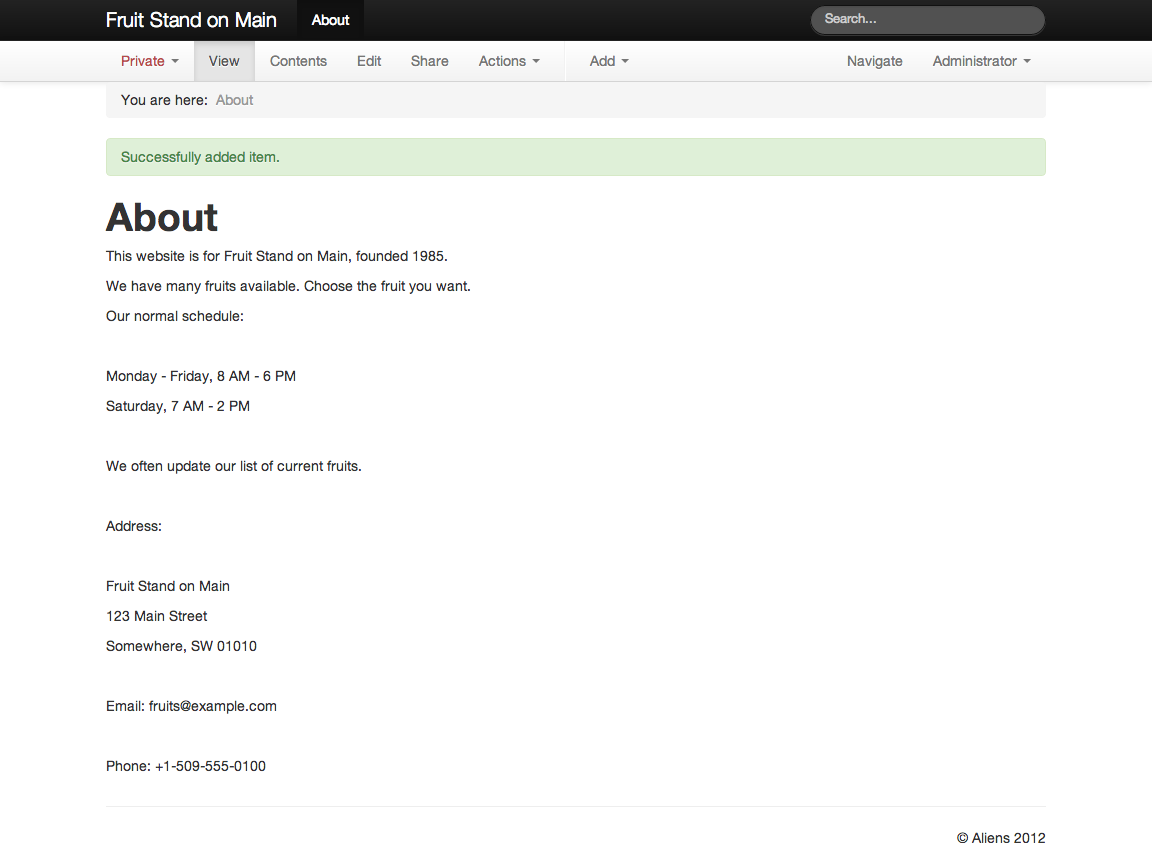 Fruit Stand on Main About Search...
Private View Contents Edit Share Actions Add Navigate Administrator
You are here: About
Successfully added item.
About
This website is for Fruit Stand on Main, founded 1985.
We have many fruits available. Choose the fruit you want.
Our normal schedule:
Monday - Friday, 8 AM - 6 PM
Saturday, 7 AM - 2 PM
We often update our list of current fruits.
Address:
Fruit Stand on Main
123 Main Street
Somewhere, SW 01010
Email: fruits@example.com
Phone: +1-509-555-0100
© Aliens 2012